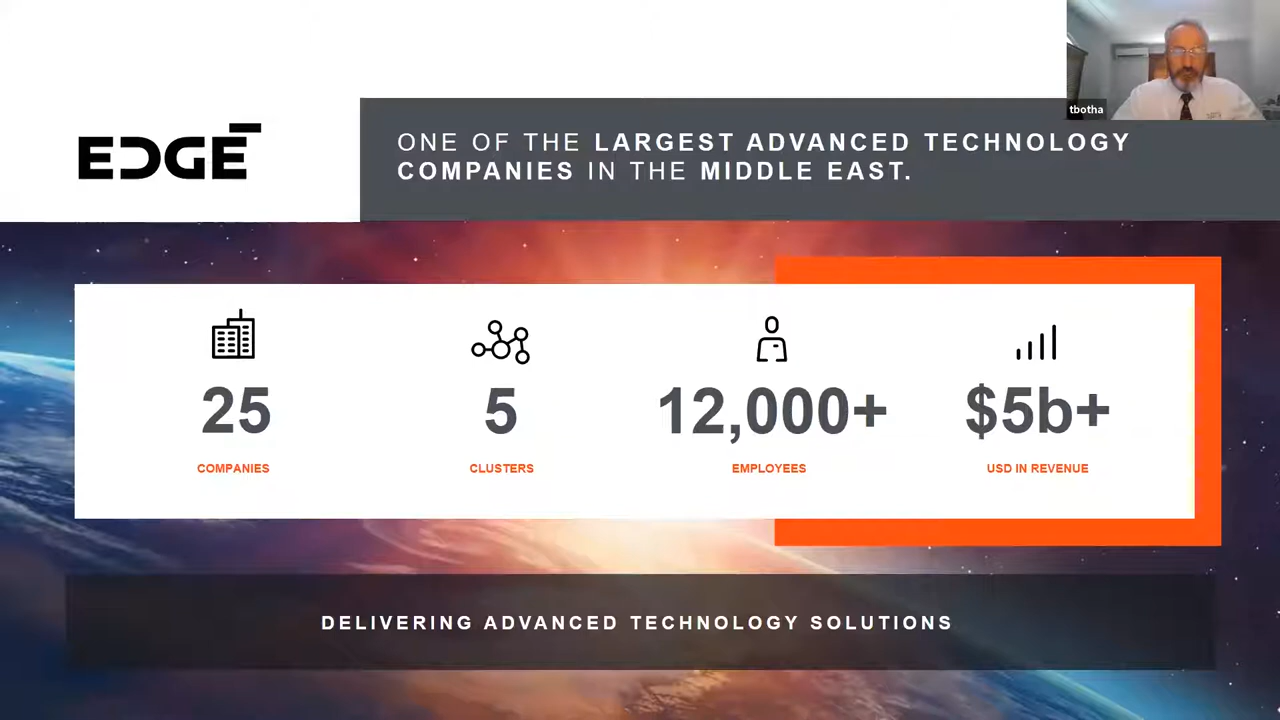 tbotha
EDGE
ONE OF THE LARGEST ADVANCED TECHNOLOGY
COMPANIES IN THE MIDDLE EAST.
25
COMPANIES
5
CLUSTERS
12,000+
EMPLOYEES
$5b+
USD IN REVENUE
DELIVERING ADVANCED TECHNOLOGY SOLUTIONS